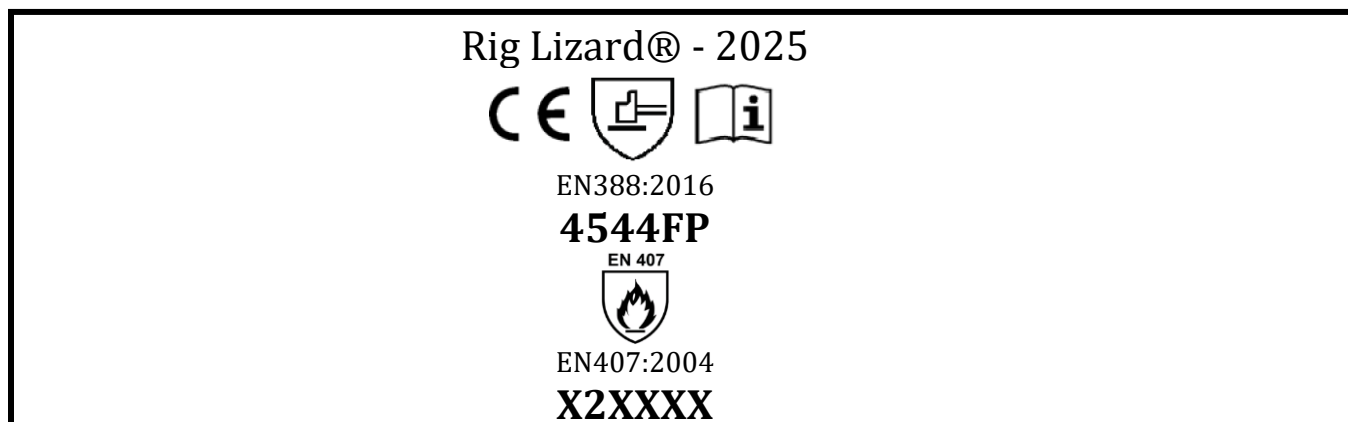 Rig Lizard® - 2025
CE
i
EN388:2016
4544FP
EN 407
EN407:2004
X2XXXX